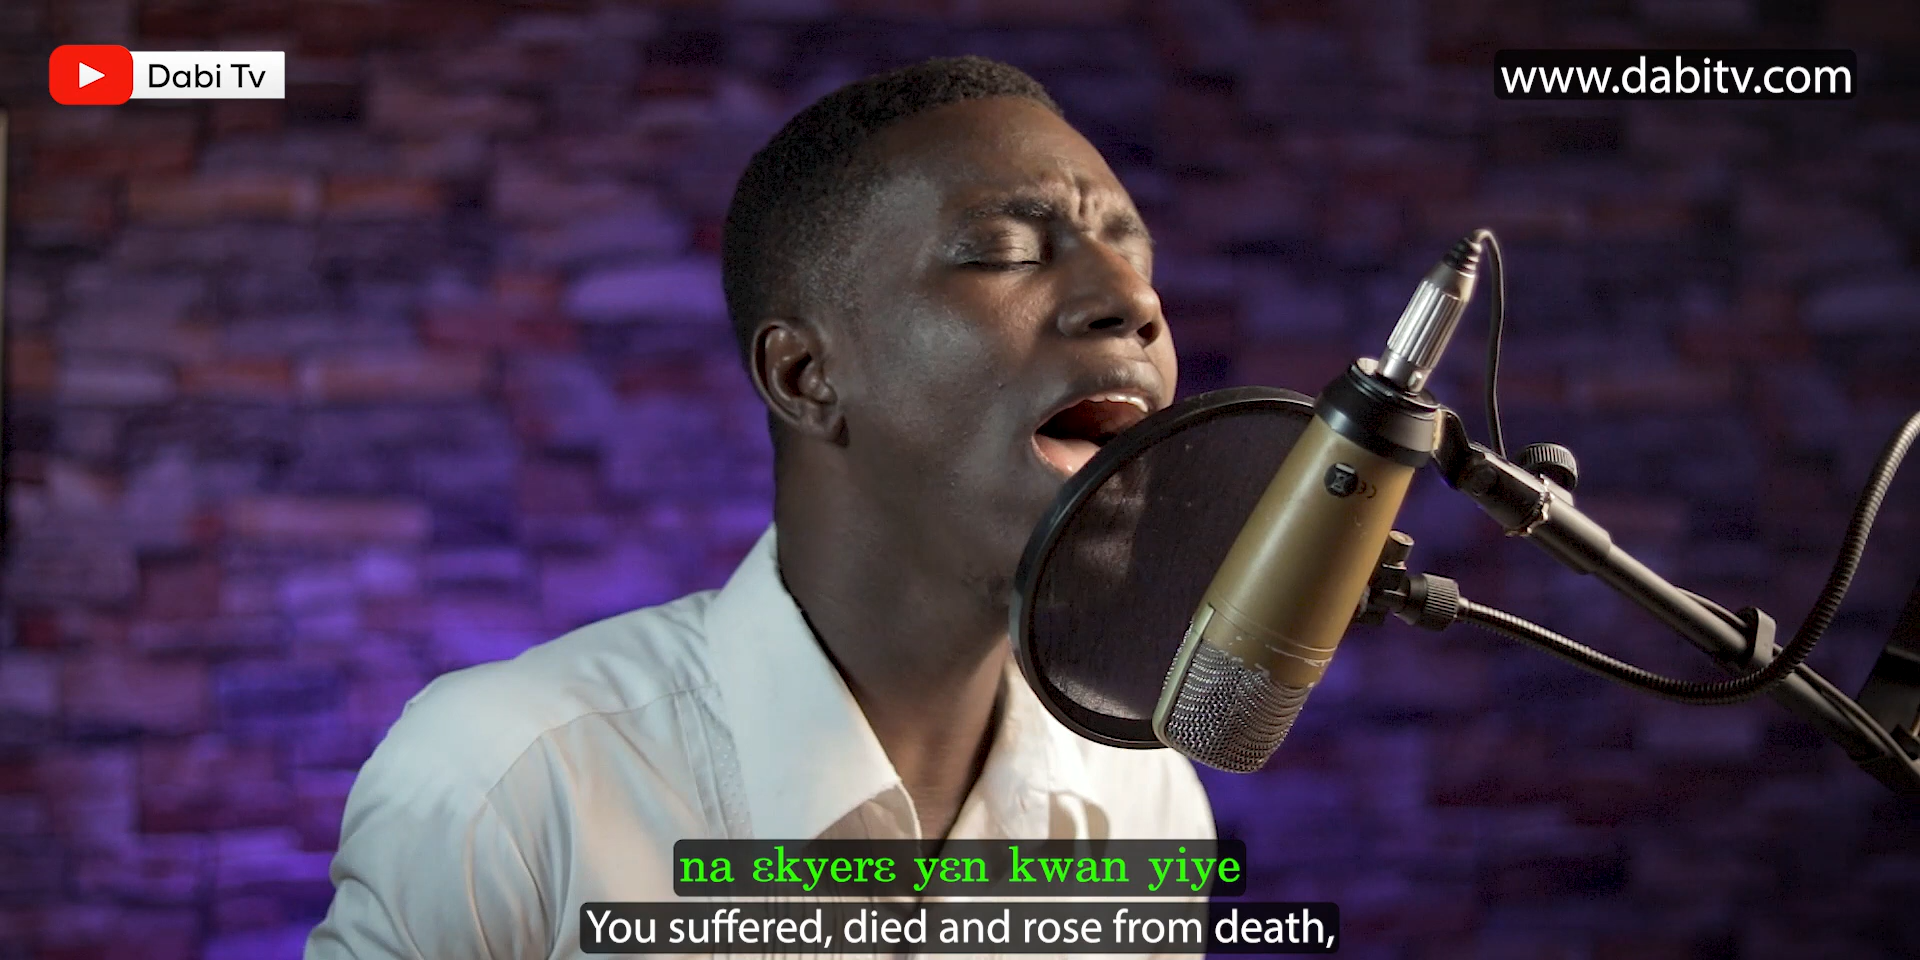 Dabi Tv
www.dabitv.com
na ɛkyerɛ yɛn kwan yiye
You suffered, died and rose from death,